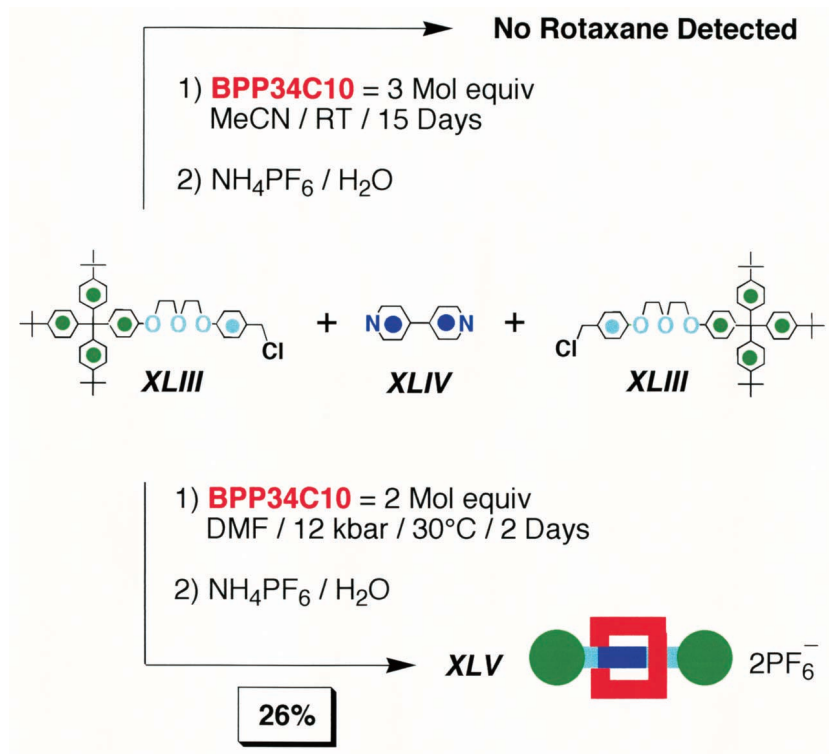 No Rotaxane Detected
1) BPP34C10 = 3 Mol equiv
MeCN / RT / 15 Days
2) NH₄PF₆ / H₂O
O O O
Cl
XLIII
+
N N
XLIV
+
Cl
O O O
XLIII
1) BPP34C10 = 2 Mol equiv
DMF / 12 kbar / 30°C / 2 Days
2) NH₄PF₆ / H₂O
XLV
2PF₆⁻
26%